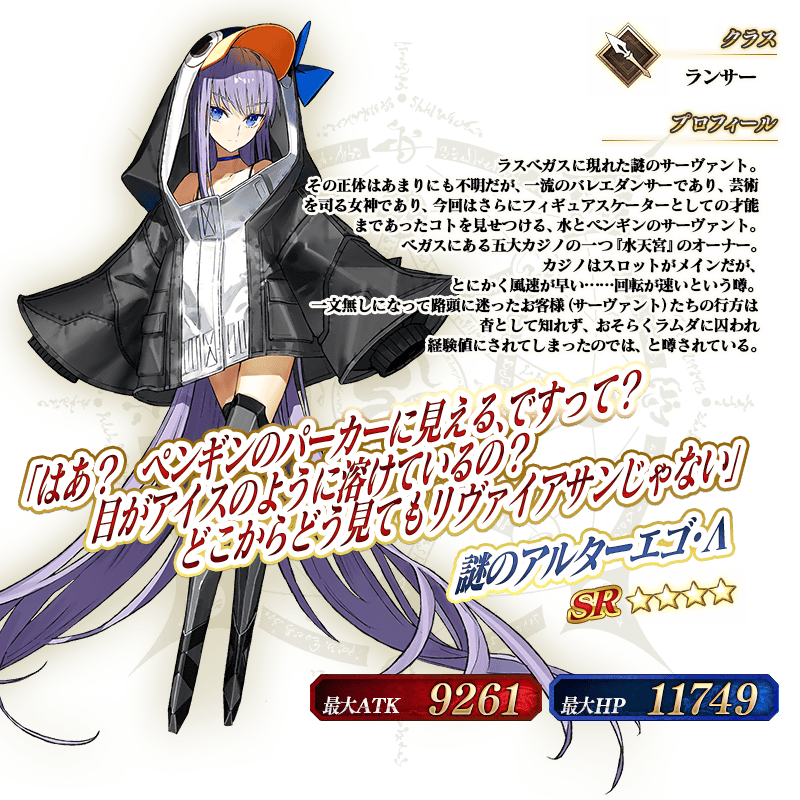 クラス
ランサー
プロフィール
ラスベガスに現れた謎のサーヴァント。
その正体はあまりにも不明だが、一流のバレエダンサーであり、芸術
を司る女神であり、今回はさらにフィギュアスケーターとしての才能
まであったコトを見せつける、水とペンギンのサーヴァント。
ベガスにある五大カジノの一つ『水天宮』のオーナー。
カジノはスロットがメインだが、
とにかく風速が早い……回転が速いという噂。
一文無しになって路頭に迷ったお客様（サーヴァント）たちの行方は
杳として知れず、おそらくラムダに囚われ
経験値にされてしまったのでは、と噂されている。
「はあ？ ペンギンのパーカーに見える、ですって？
目がアイスのように溶けているの？
どこからどう見てもリヴァイアサンじゃない」
謎のアルターエゴ・Λ
SR ☆☆☆☆
最大ATK 9261
最大HP 11749